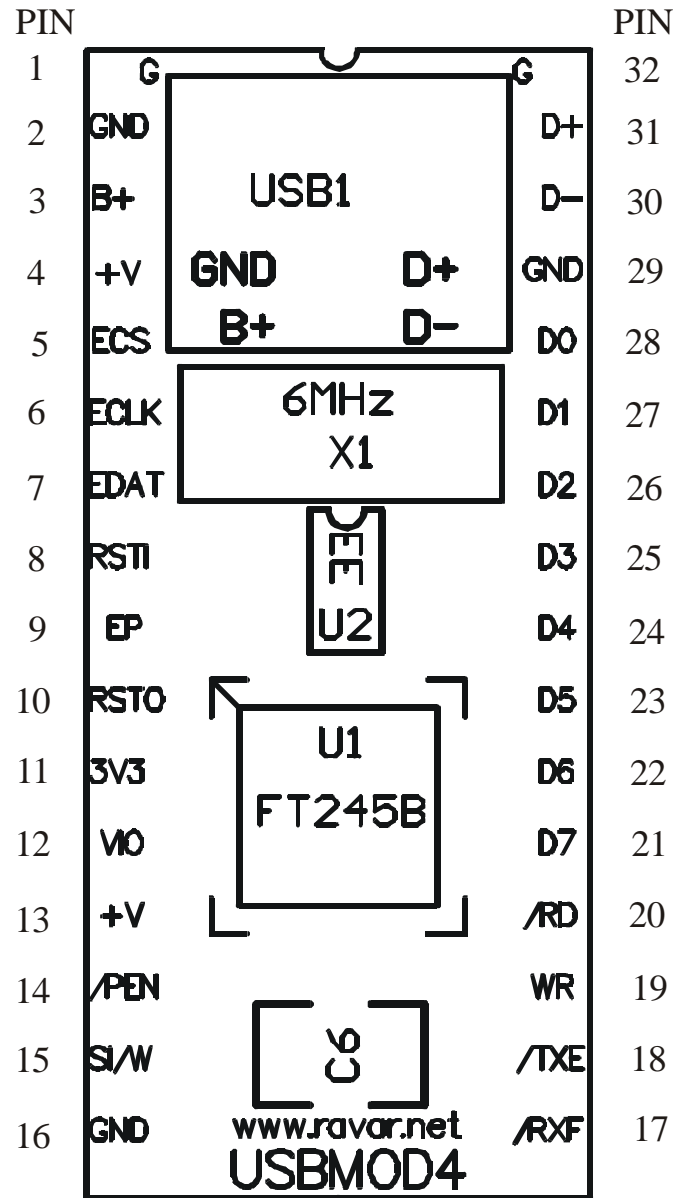 PIN PIN
1 G G 32
2 GND D+ 31
3 B+ USB1 D- 30
4 +V GND D+ GND 29
5 ECS B+ D- D0 28
6 ECLK 6MHz D1 27
X1
7 EDAT D2 26
8 RSTI EE D3 25
9 EP U2 D4 24
10 RSTO D5 23
U1
11 3V3 D6 22
FT245B
12 VIO D7 21
13 +V /RD 20
14 /PEN WR 19
15 SI/W C6 /TXE 18
16 GND www.ravar.net /RXF 17
USBMOD4